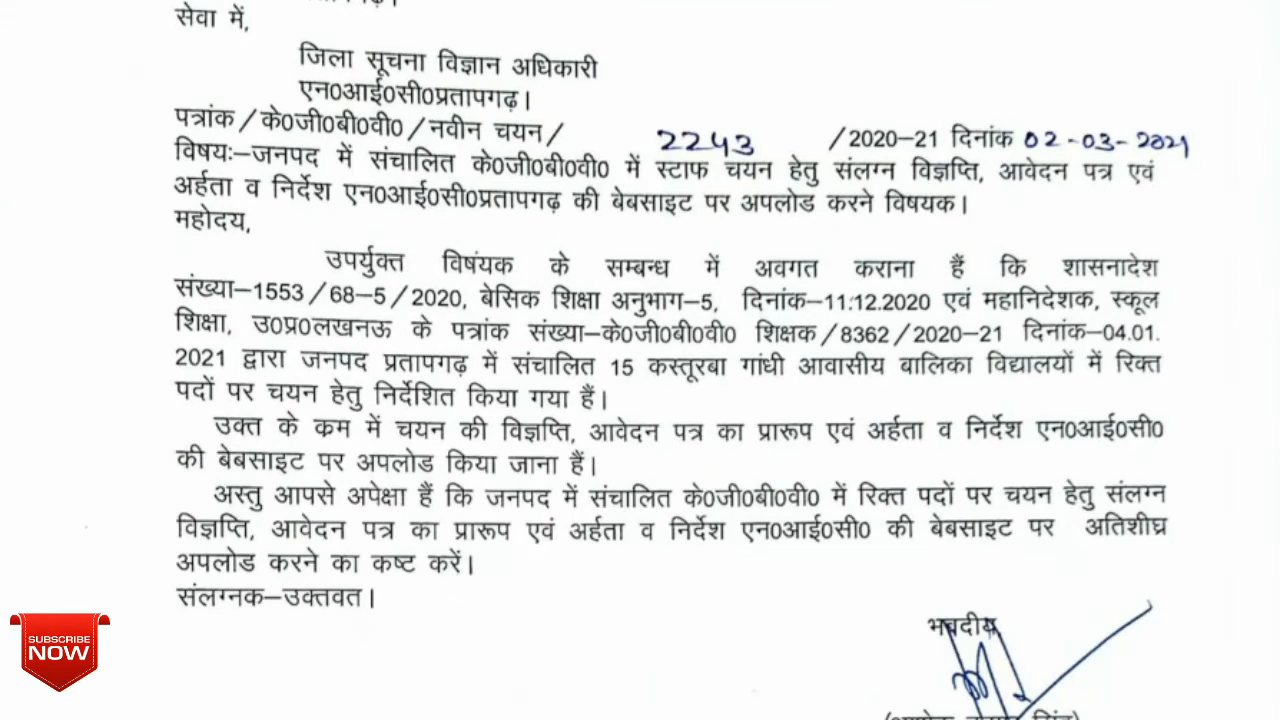 सेवा में,
जिला सूचना विज्ञान अधिकारी
एन0आई0सी0प्रतापगढ़।
पत्रांक/के0जी0बी0वी0/नवीन चयन/ 2243 /2020–21 दिनांक 02-03-2021
विषयः–जनपद में संचालित के0जी0बी0वी0 में स्टाफ चयन हेतु संलग्न विज्ञप्ति, आवेदन पत्र एवं
अर्हता व निर्देश एन0आई0सी0प्रतापगढ़ की बेबसाइट पर अपलोड करने विषयक।
महोदय,
उपर्युक्त विषंयक के सम्बन्ध में अवगत कराना हैं कि शासनादेश
संख्या–1553/68–5/2020, बेसिक शिक्षा अनुभाग–5, दिनांक–11.12.2020 एवं महानिदेशक, स्कूल
शिक्षा, उ0प्र0लखनऊ के पत्रांक संख्या–के0जी0बी0वी0 शिक्षक/8362/2020–21 दिनांक–04.01.
2021 द्वारा जनपद प्रतापगढ़ में संचालित 15 कस्तूरबा गांधी आवासीय बालिका विद्यालयों में रिक्त
पदों पर चयन हेतु निर्देशित किया गया हैं।
उक्त के क्रम में चयन की विज्ञप्ति, आवेदन पत्र का प्रारूप एवं अर्हता व निर्देश एन0आई0सी0
की बेबसाइट पर अपलोड किया जाना हैं।
अस्तु आपसे अपेक्षा हैं कि जनपद में संचालित के0जी0बी0वी0 में रिक्त पदों पर चयन हेतु संलग्न
विज्ञप्ति, आवेदन पत्र का प्रारूप एवं अर्हता व निर्देश एन0आई0सी0 की बेबसाइट पर अतिशीघ्र
अपलोड करने का कष्ट करें।
संलग्नक–उक्तवत।
भवदीय
SUBSCRIBE
NOW